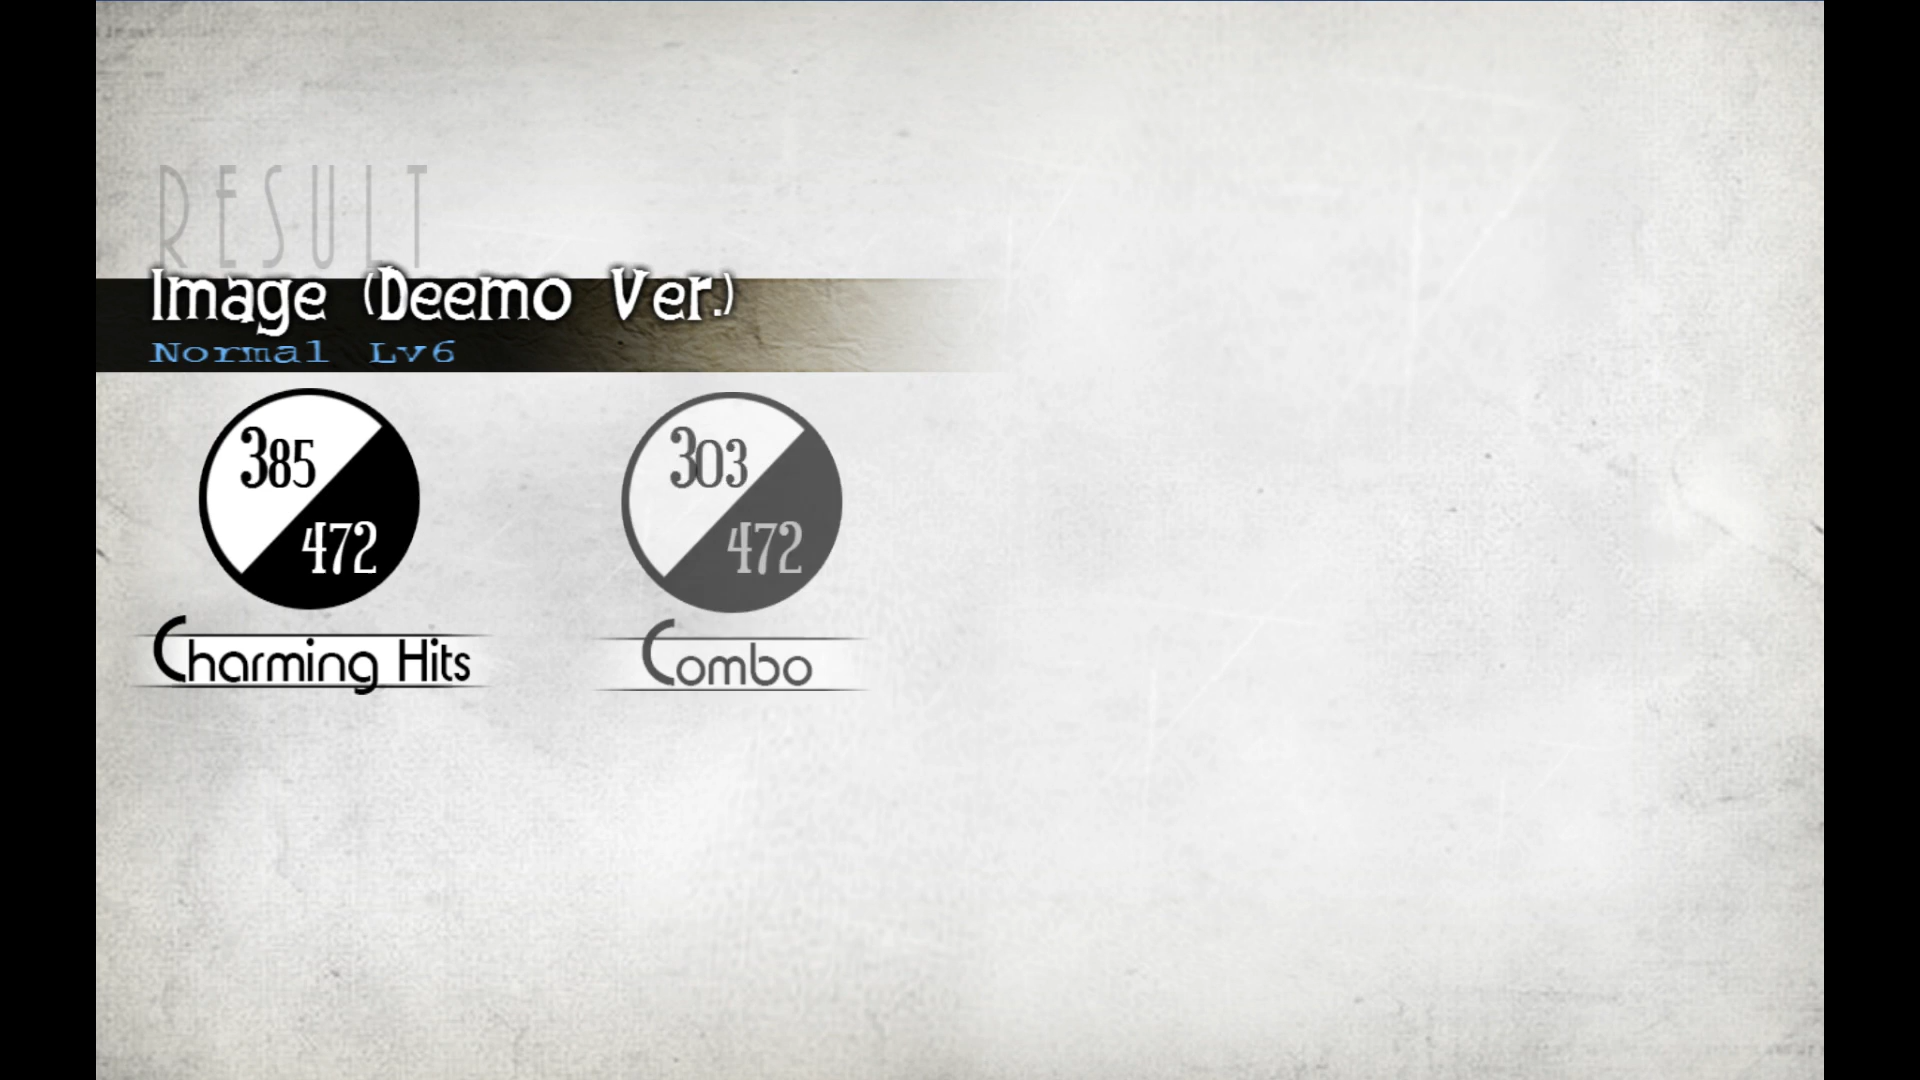 RESULT
Image (Deemo Ver.)
Normal Lv6
385
472
Charming Hits
303
472
Combo